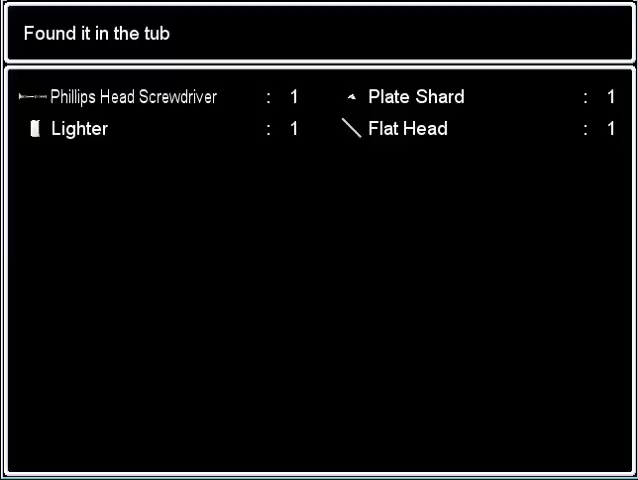 Found it in the tub
Phillips Head Screwdriver : 1 Plate Shard : 1
Lighter : 1 Flat Head : 1